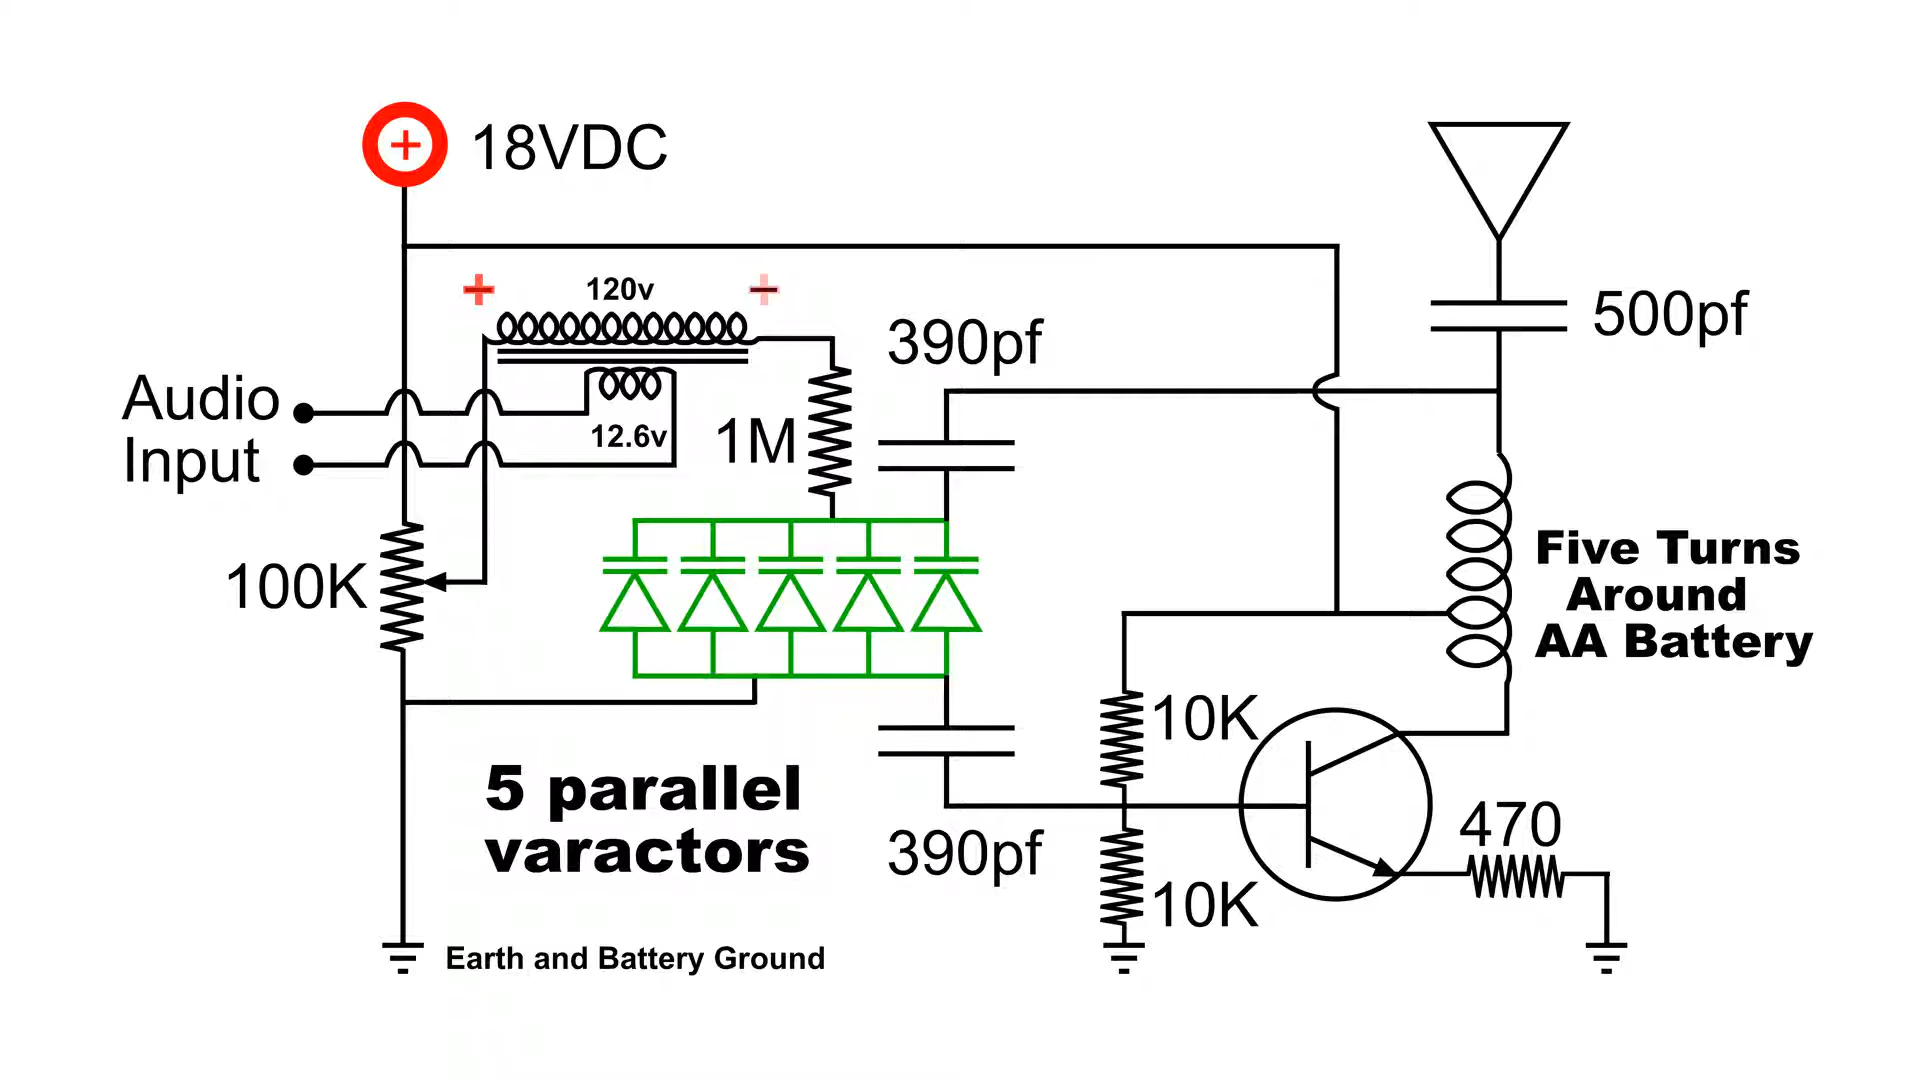 18VDC
120v
390pf
500pf
Audio
Input
12.6v
1M
100K
Five Turns
Around
AA Battery
10K
5 parallel
varactors
390pf
470
10K
Earth and Battery Ground